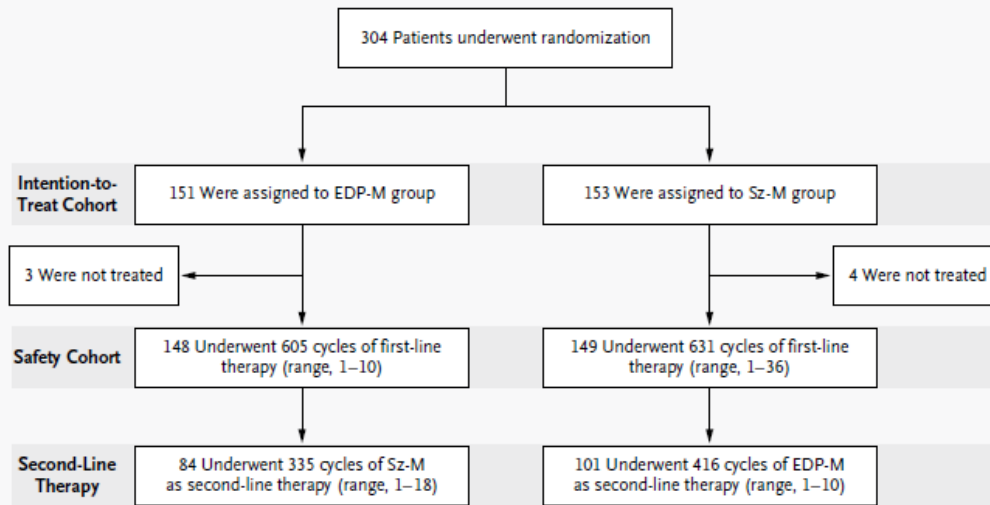 304 Patients underwent randomization
Intention-to-
Treat Cohort
151 Were assigned to EDP-M group
153 Were assigned to Sz-M group
3 Were not treated
4 Were not treated
Safety Cohort
148 Underwent 605 cycles of first-line
therapy (range, 1–10)
149 Underwent 631 cycles of first-line
therapy (range, 1–36)
Second-Line
Therapy
84 Underwent 335 cycles of Sz-M
as second-line therapy (range, 1–18)
101 Underwent 416 cycles of EDP-M
as second-line therapy (range, 1–10)